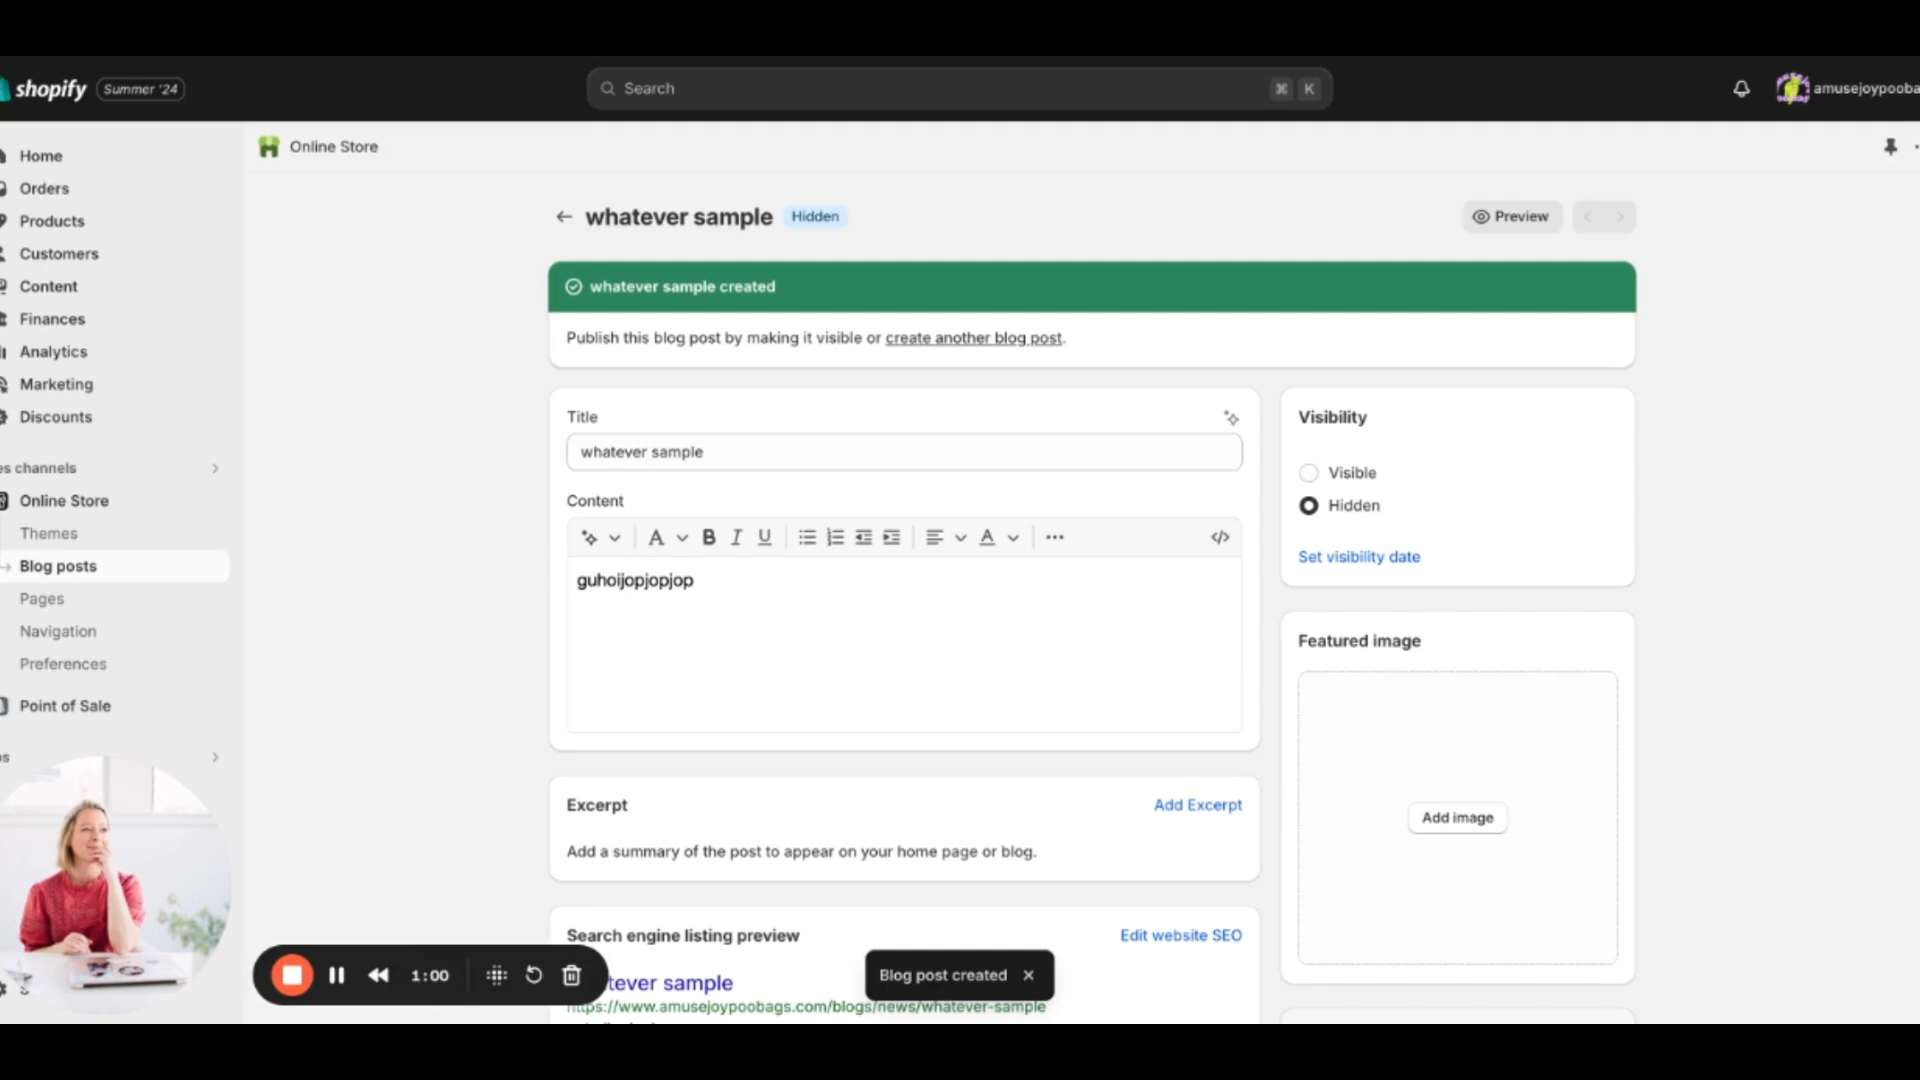 shopify Summer '24
Search
⌘ K
amusejoypooba
Home
Orders
Products
Customers
Content
Finances
Analytics
Marketing
Discounts
es channels
Online Store
Themes
Blog posts
Pages
Navigation
Preferences
Point of Sale
Online Store
whatever sample Hidden
Preview
whatever sample created
Publish this blog post by making it visible or create another blog post.
Title
whatever sample
Content
A B I U A ••• </>
guhoijopjopjop
Excerpt
Add Excerpt
Add a summary of the post to appear on your home page or blog.
Search engine listing preview
Edit website SEO
tever sample
https://www.amusejoypoobags.com/blogs/news/whatever-sample
Visibility
Visible
Hidden
Set visibility date
Featured image
Add image
1:00
Blog post created